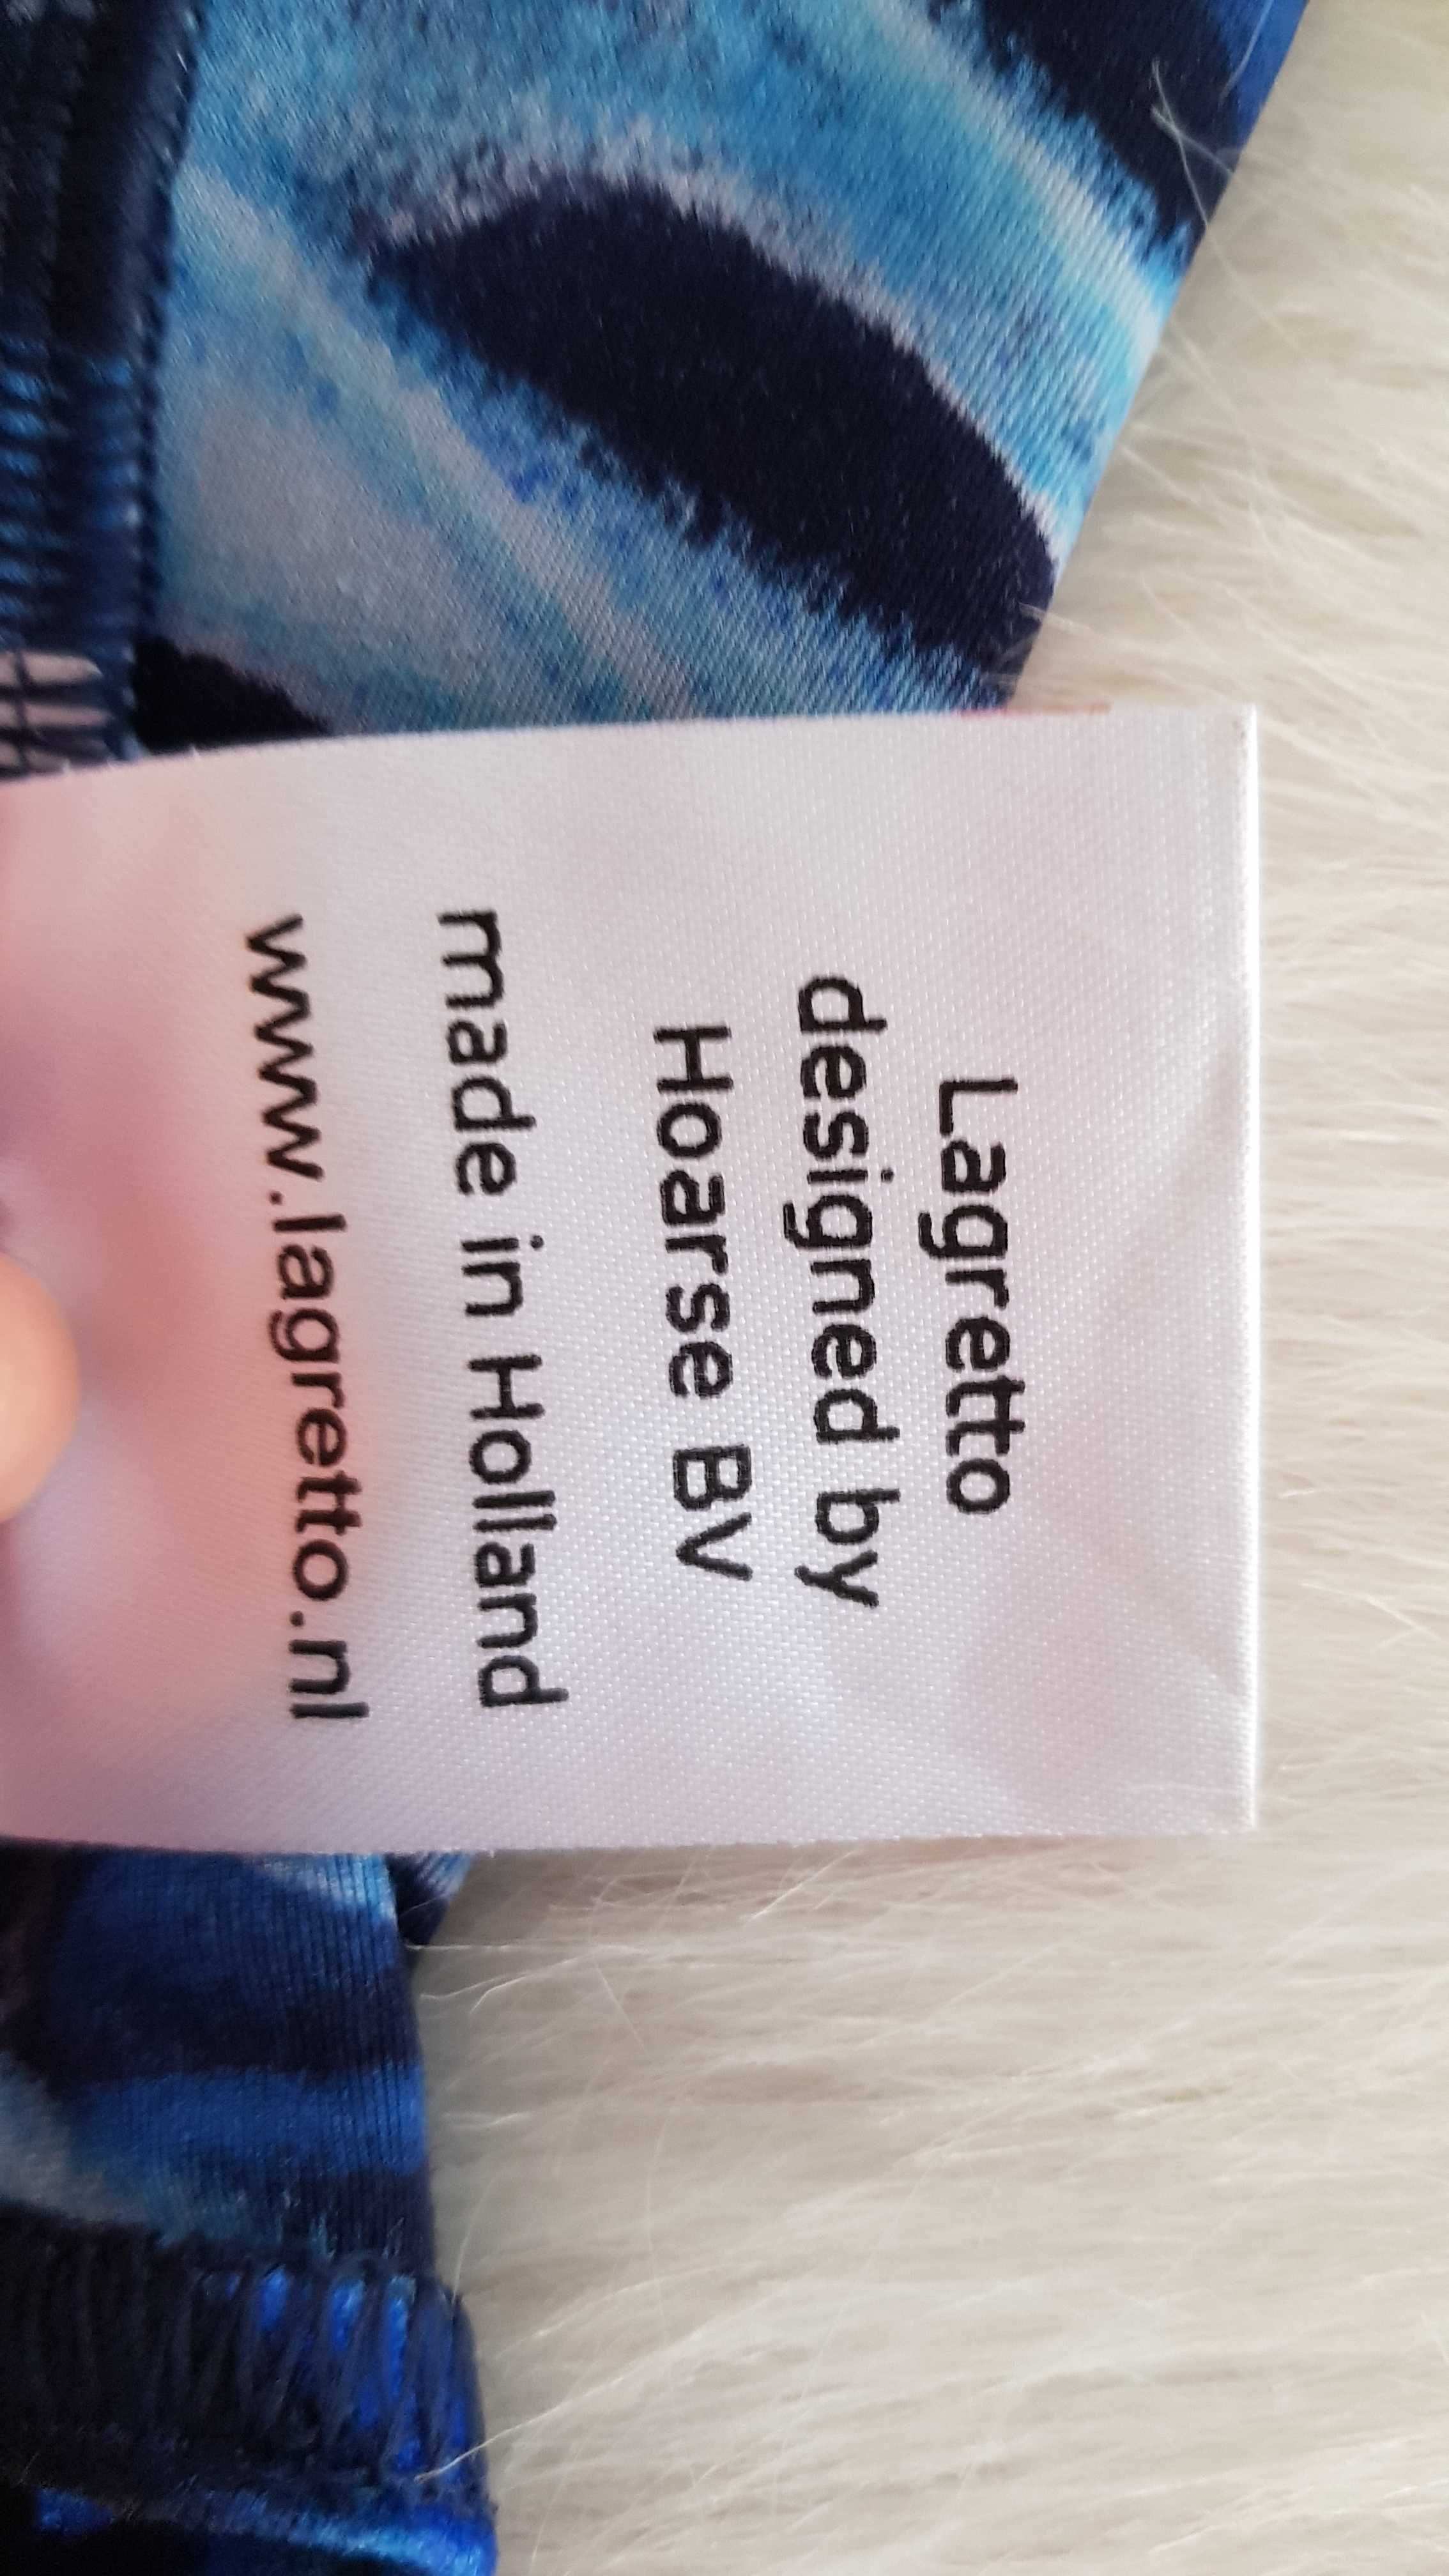 Lagretto
designed by
Hoarse BV
made in Holland
www.lagretto.nl